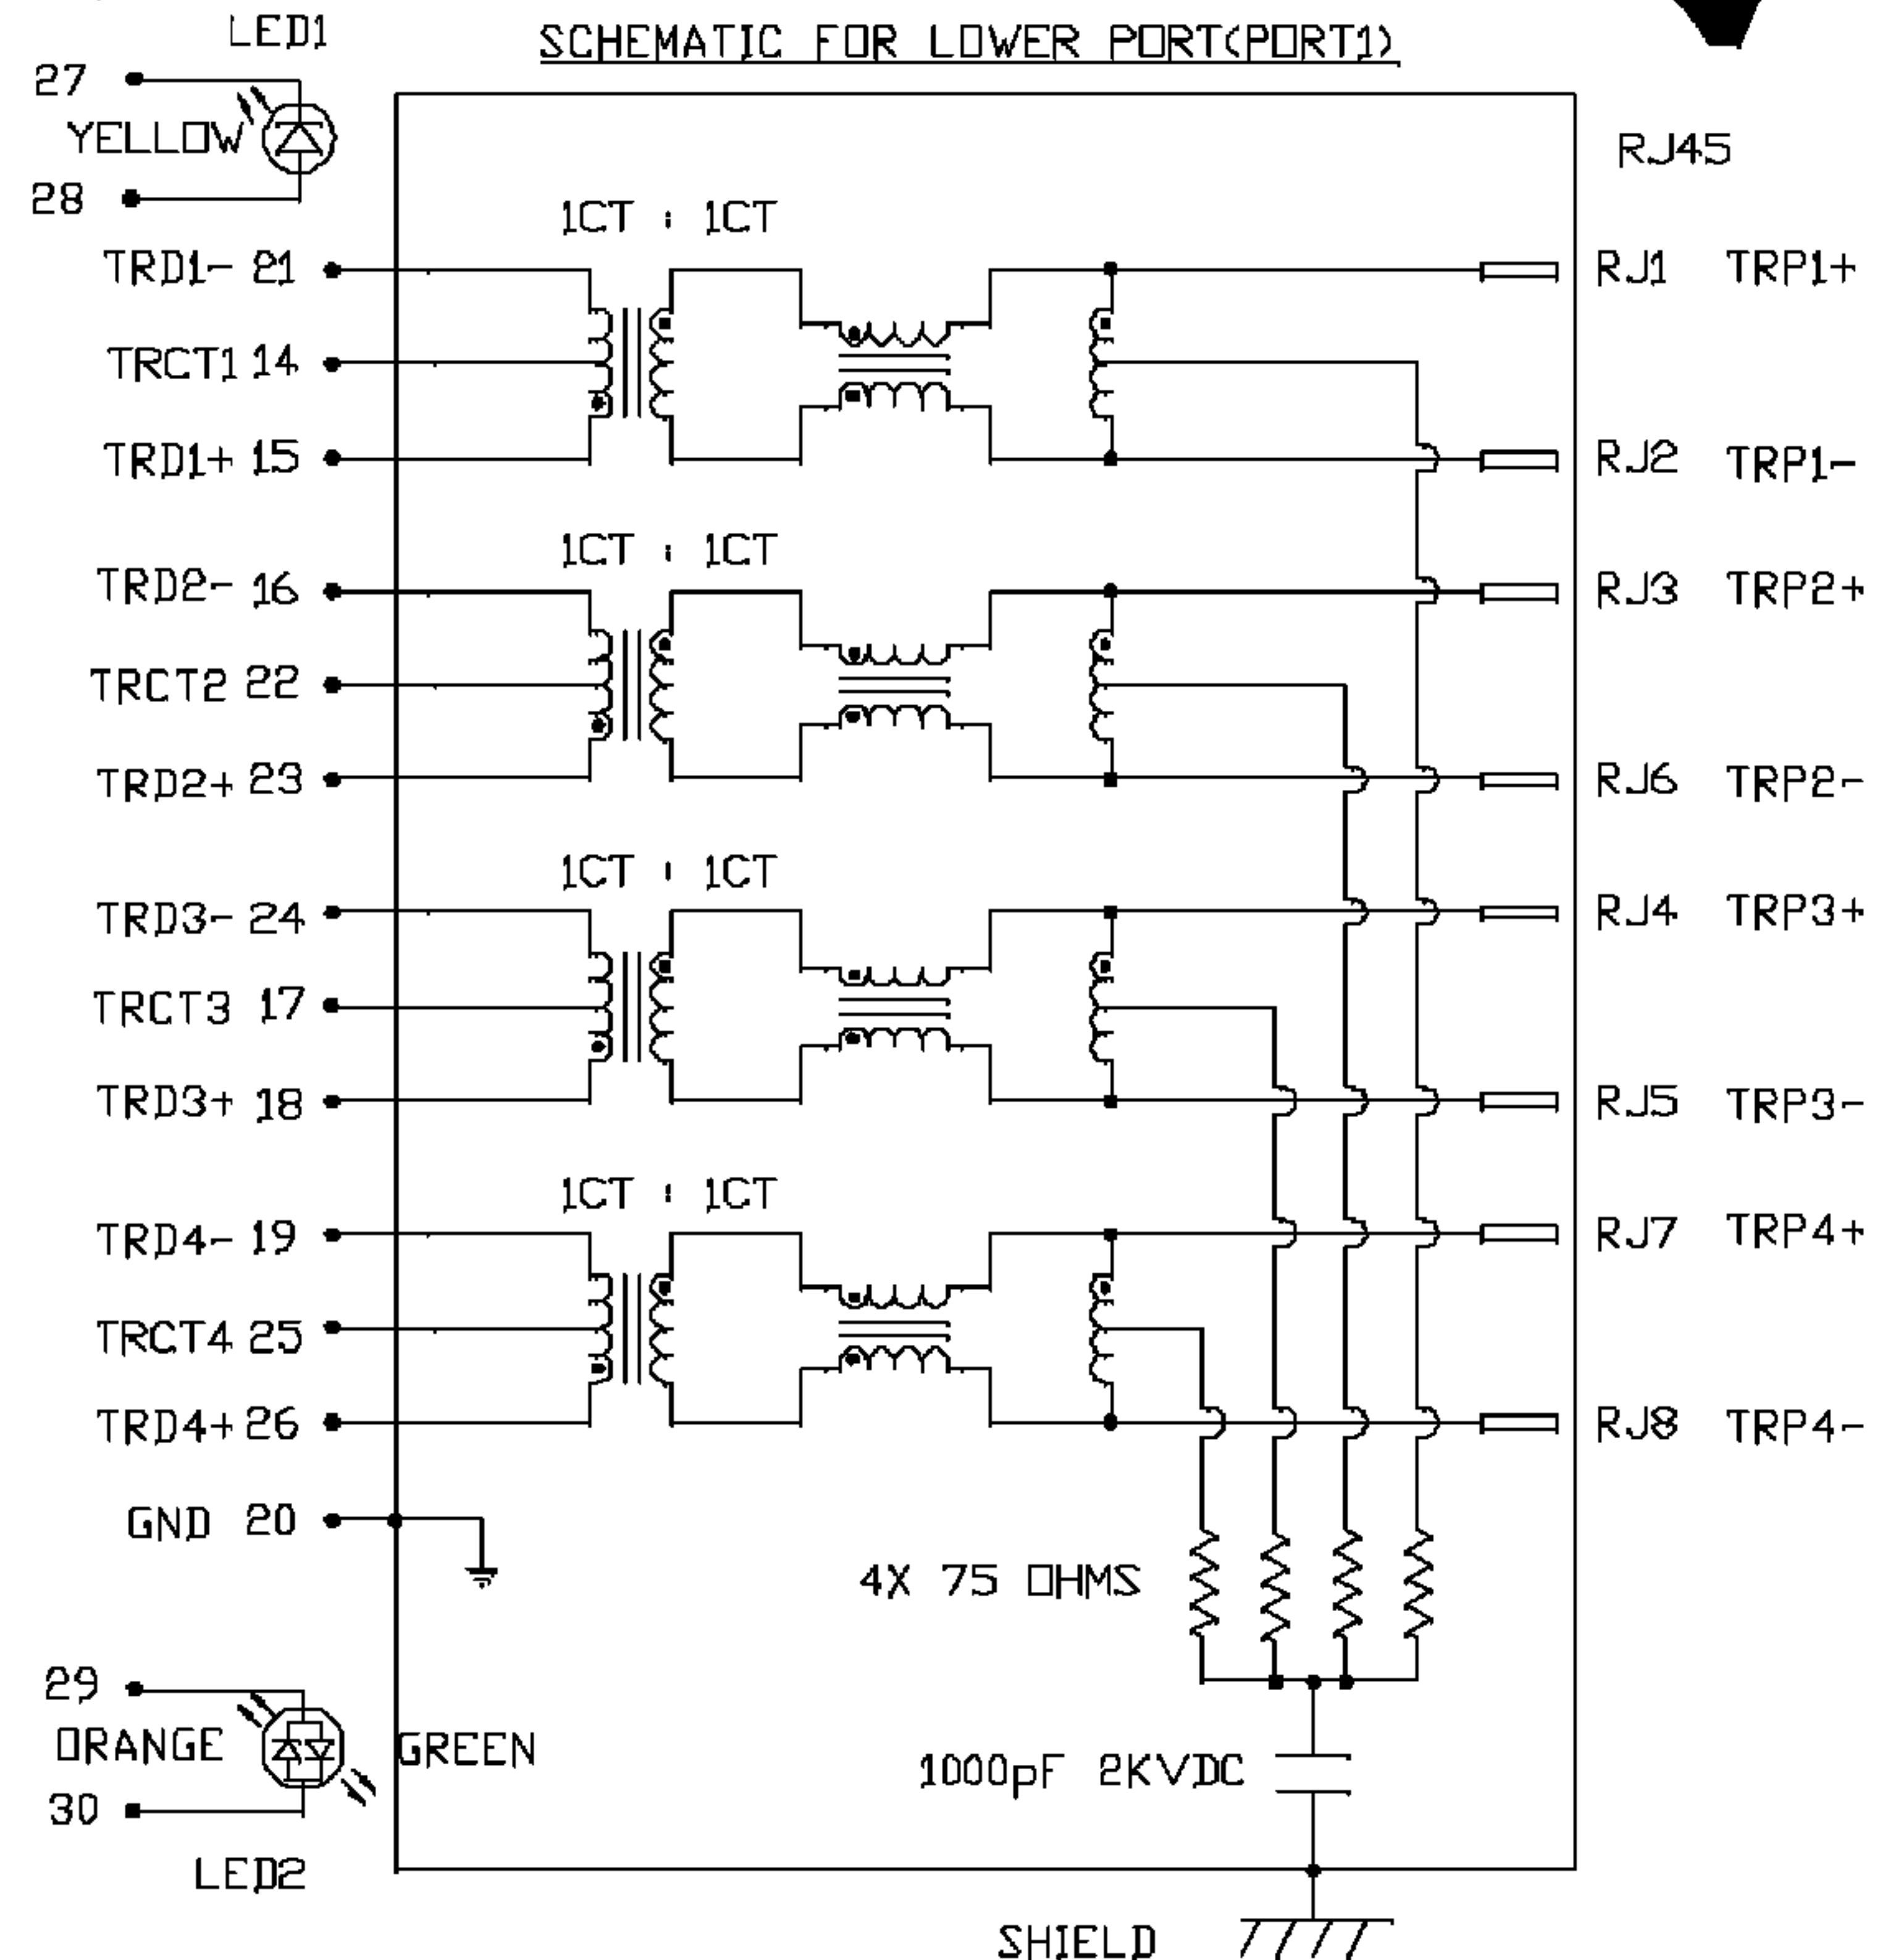 LED1
SCHEMATIC FOR LOWER PORT(PORT1)
27
YELLOW
28
RJ45
1CT : 1CT
TRD1- 21
RJ1 TRP1+
TRCT1 14
TRD1+ 15
RJ2 TRP1-
1CT : 1CT
TRD2- 16
RJ3 TRP2+
TRCT2 22
TRD2+ 23
RJ6 TRP2-
1CT : 1CT
TRD3- 24
RJ4 TRP3+
TRCT3 17
TRD3+ 18
RJ5 TRP3-
1CT : 1CT
TRD4- 19
RJ7 TRP4+
TRCT4 25
TRD4+ 26
RJ8 TRP4-
GND 20
4X 75 OHMS
29
ORANGE
GREEN
30
1000pF 2KVDC
LED2
SHIELD